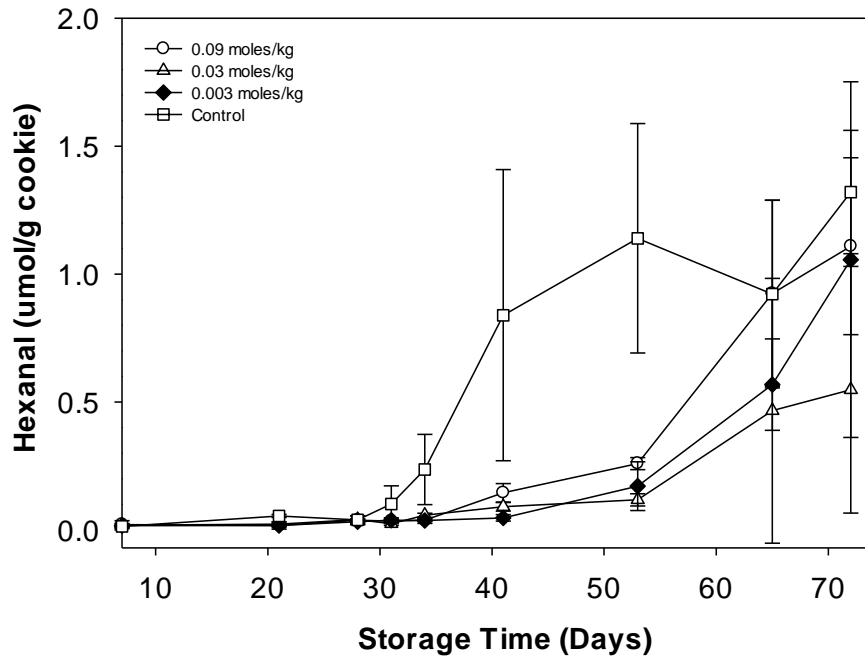 2.0
0.09 moles/kg
0.03 moles/kg
0.003 moles/kg
Control
1.5
1.0
0.5
0.0
Hexanal (umol/g cookie)
10 20 30 40 50 60 70
Storage Time (Days)